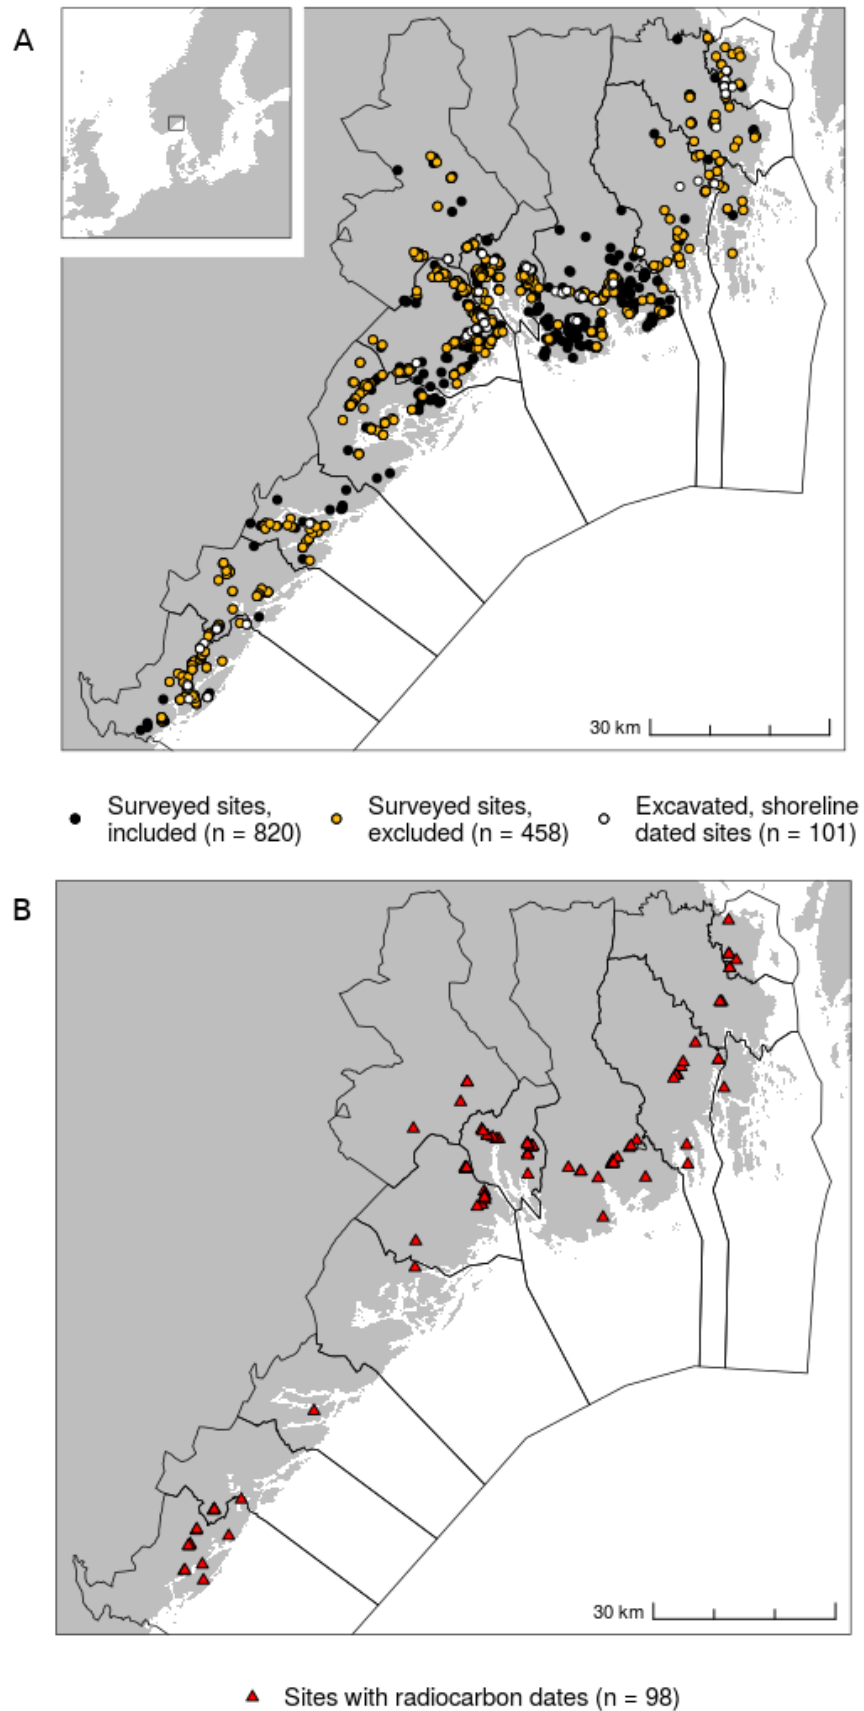 A
30 km
Surveyed sites,
included (n = 820)
Surveyed sites,
excluded (n = 458)
Excavated, shoreline
dated sites (n = 101)
B
30 km
Sites with radiocarbon dates (n = 98)